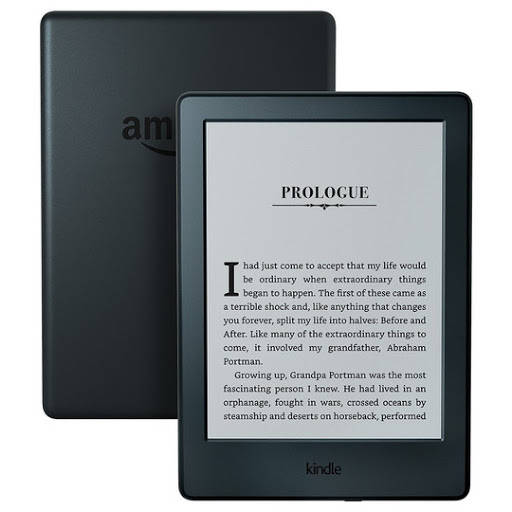 am
PROLOGUE
I had just come to accept that my life would
be ordinary when extraordinary things
began to happen. The first of these came as
a terrible shock and, like anything that changes
you forever, split my life into halves: Before and
After. Like many of the extraordinary things to
come, it involved my grandfather, Abraham
Portman.
Growing up, Grandpa Portman was the most
fascinating person I knew. He had lived in an
orphanage, fought in wars, crossed oceans by
steamship and deserts on horseback, performed
kindle